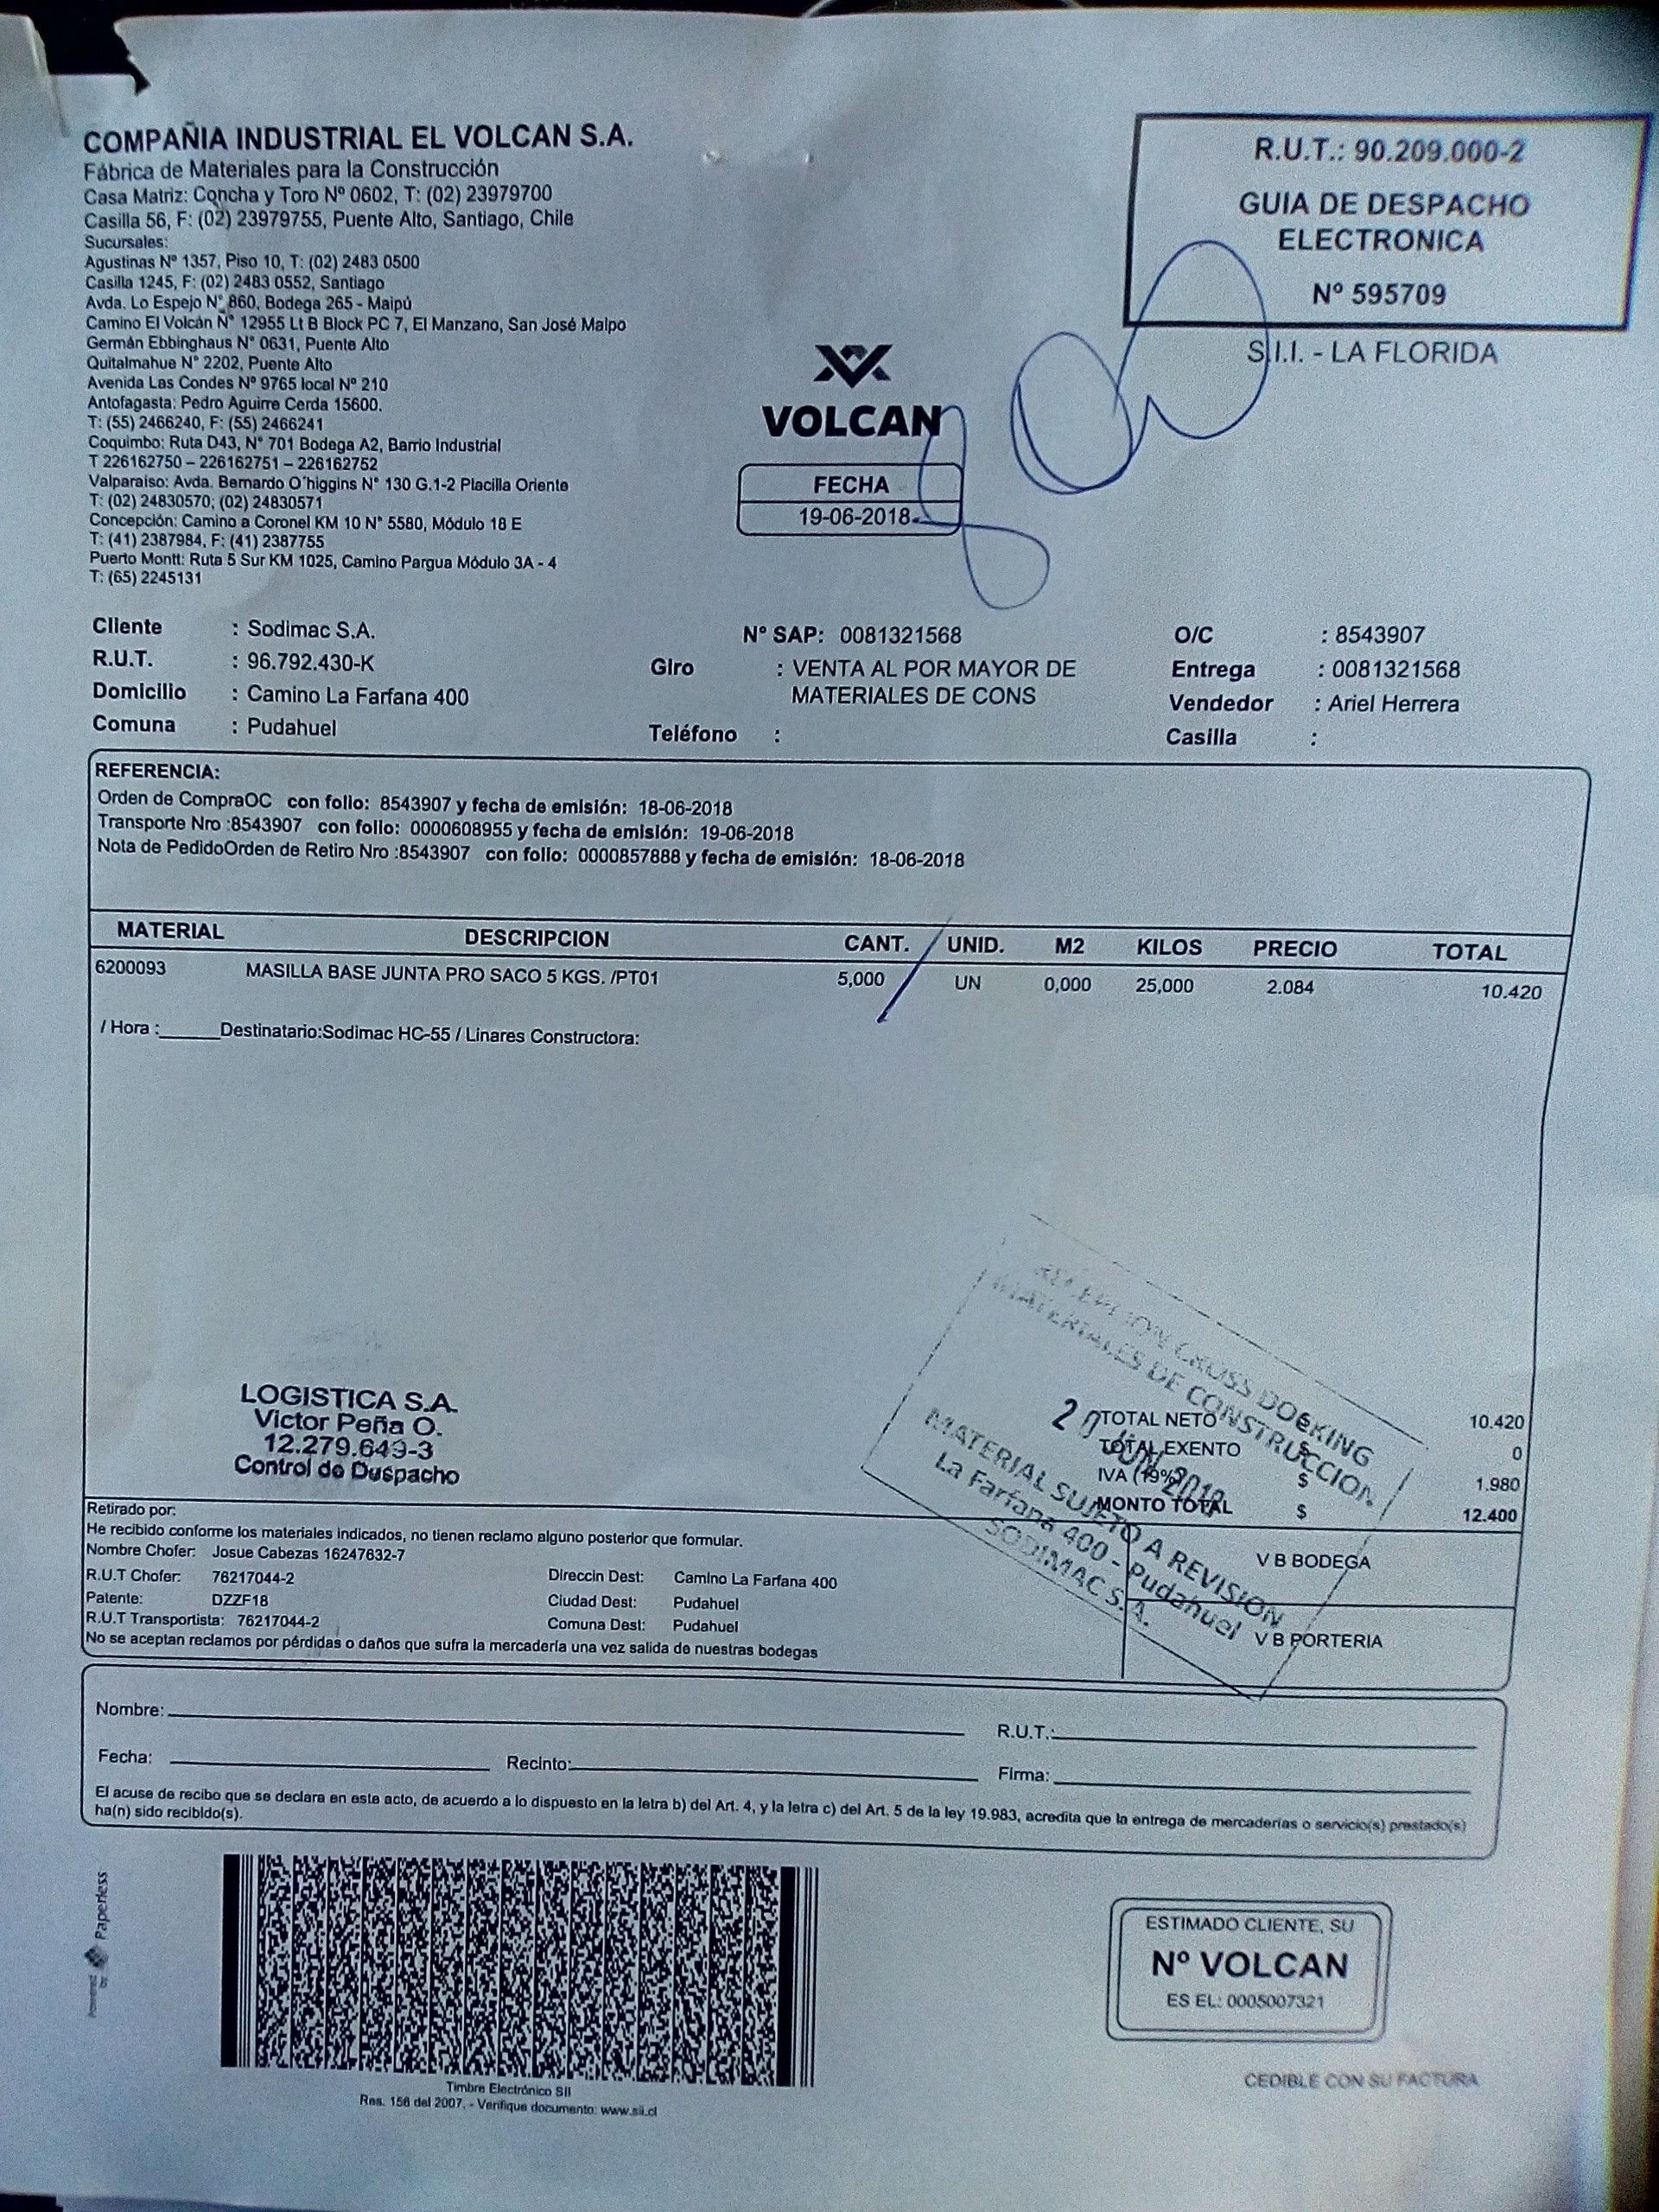 COMPAÑIA INDUSTRIAL EL VOLCAN S.A.
Fábrica de Materiales para la Construcción
Casa Matriz: Concha y Toro Nº 0602, T: (02) 23979700
Casilla 56, F: (02) 23979755, Puente Alto, Santiago, Chile
Sucursales:
Agustinas Nº 1357, Piso 10, T: (02) 2483 0500
Casilla 1245, F: (02) 2483 0552, Santiago
Avda. Lo Espejo N° 860, Bodega 265 - Maipú
Camino El Volcán N° 12955 Lt B Block PC 7, El Manzano, San José Maipo
Germán Ebbinghaus N° 0631, Puente Alto
Quitalmahue N° 2202, Puente Alto
Avenida Las Condes Nº 9765 local Nº 210
Antofagasta: Pedro Aguirre Cerda 15600.
T: (55) 2466240, F: (55) 2466241
Coquimbo: Ruta D43, N° 701 Bodega A2, Barrio Industrial
T 226162750 – 226162751 – 226162752
Valparaiso: Avda. Bernardo O´higgins N° 130 G.1-2 Placilla Oriente
T: (02) 24830570; (02) 24830571
Concepción: Camino a Coronel KM 10 N° 5580, Módulo 18 E
T: (41) 2387984, F: (41) 2387755
Puerto Montt: Ruta 5 Sur KM 1025, Camino Pargua Módulo 3A - 4
T: (65) 2245131
R.U.T.: 90.209.000-2
GUIA DE DESPACHO
ELECTRONICA
Nº 595709
S.I.I. - LA FLORIDA
VOLCAN
FECHA
19-06-2018
Cliente : Sodimac S.A. Nº SAP: 0081321568 O/C : 8543907
R.U.T. : 96.792.430-K Giro : VENTA AL POR MAYOR DE Entrega : 0081321568
Domicilio : Camino La Farfana 400 MATERIALES DE CONS Vendedor : Ariel Herrera
Comuna : Pudahuel Teléfono : Casilla :
REFERENCIA:
Orden de CompraOC con folio: 8543907 y fecha de emisión: 18-06-2018
Transporte Nro :8543907 con folio: 0000608955 y fecha de emisión: 19-06-2018
Nota de PedidoOrden de Retiro Nro :8543907 con folio: 0000857888 y fecha de emisión: 18-06-2018
MATERIAL DESCRIPCION CANT. UNID. M2 KILOS PRECIO TOTAL
6200093 MASILLA BASE JUNTA PRO SACO 5 KGS. /PT01 5,000 UN 0,000 25,000 2.084 10.420
/ Hora :______Destinatario:Sodimac HC-55 / Linares Constructora:
RECEPCION CROSS DOCKING
MATERIALES DE CONSTRUCCION
20 JUN 2018
MATERIAL SUJETO A REVISION
La Farfana 400 - Pudahuel
SODIMAC S.A.
LOGISTICA S.A.
Victor Peña O.
12.279.649-3
Control de Despacho
TOTAL NETO $ 10.420
TOTAL EXENTO $ 0
IVA (19%) $ 1.980
MONTO TOTAL $ 12.400
Retirado por:
He recibido conforme los materiales indicados, no tienen reclamo alguno posterior que formular.
Nombre Chofer: Josue Cabezas 16247632-7
R.U.T Chofer: 76217044-2 Direccin Dest: Camino La Farfana 400
Patente: DZZF18 Ciudad Dest: Pudahuel
R.U.T Transportista: 76217044-2 Comuna Dest: Pudahuel
No se aceptan reclamos por pérdidas o daños que sufra la mercadería una vez salida de nuestras bodegas
V B BODEGA
V B PORTERIA
Nombre: R.U.T.:
Fecha: Recinto: Firma:
El acuse de recibo que se declara en este acto, de acuerdo a lo dispuesto en la letra b) del Art. 4, y la letra c) del Art. 5 de la ley 19.983, acredita que la entrega de mercaderías o servicio(s) prestado(s)
ha(n) sido recibido(s).
Powered by Paperless
Timbre Electrónico SII
Res. 156 del 2007. - Verifique documento: www.sii.cl
ESTIMADO CLIENTE, SU
Nº VOLCAN
ES EL: 0005007321
CEDIBLE CON SU FACTURA